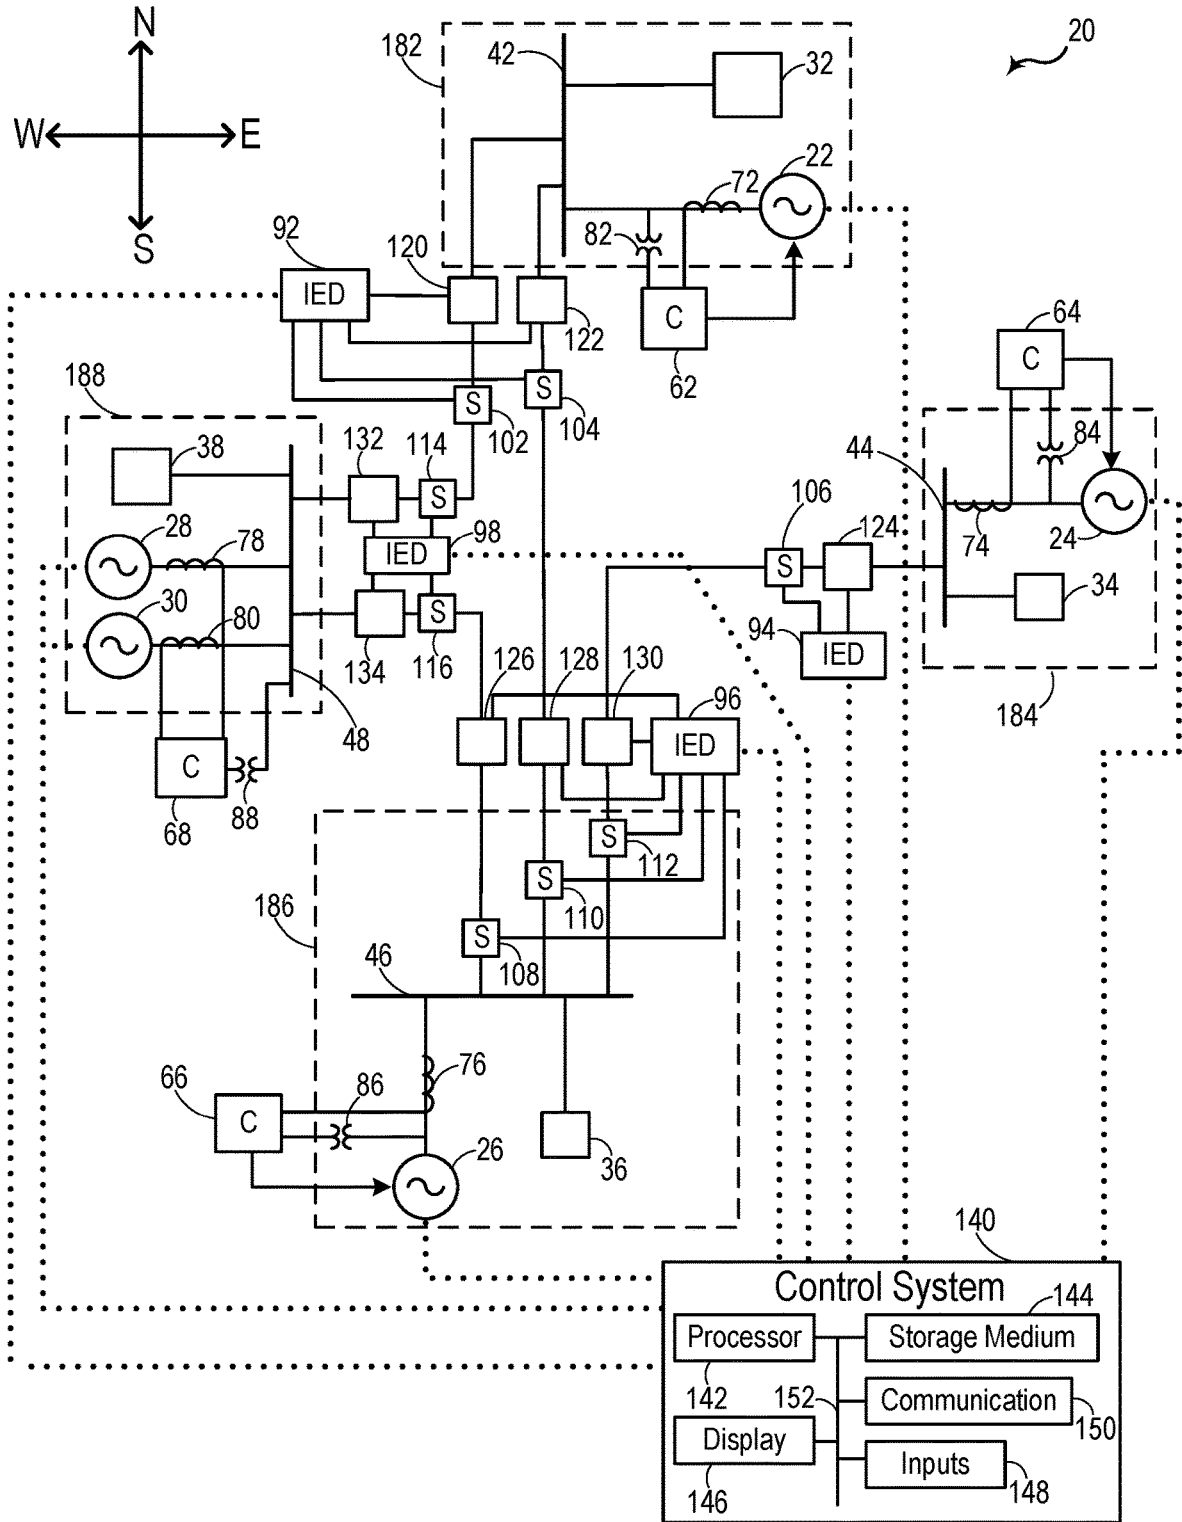 N
20
182
42
32
W
E
22
72
S
92
120
82
IED
C
122
64
62
C
188
S
104
S
102
132
114
44
84
38
S
106
28
78
98
124
74
24
IED
S
30
80
S
94
34
134
116
126
128
130
96
IED
184
48
IED
C
88
68
S
112
S
110
186
S
108
46
66
86
76
C
26
36
140
Control System
144
Processor
Storage Medium
142
152
Communication
150
Display
Inputs
146
148